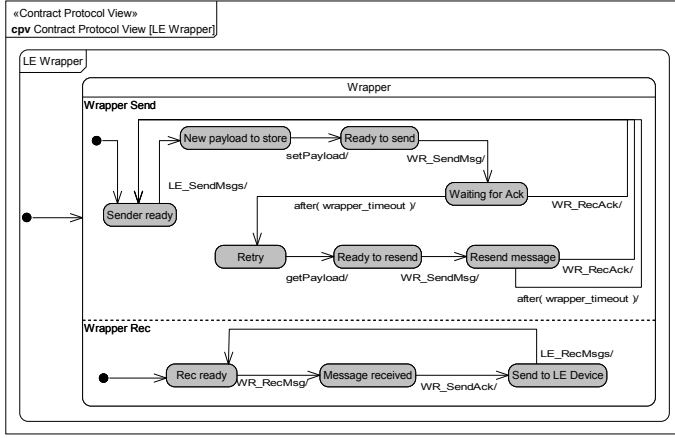 «Contract Protocol View»
cpv Contract Protocol View [LE Wrapper]
LE Wrapper
Wrapper
Wrapper Send
New payload to store
Ready to send
setPayload/
WR_SendMsg/
LE_SendMsgs/
Waiting for Ack
WR_RecAck/
Sender ready
after( wrapper_timeout )/
Retry
Ready to resend
Resend message
getPayload/
WR_SendMsg/
WR_RecAck/
after( wrapper_timeout )/
Wrapper Rec
LE_RecMsgs/
Rec ready
Message received
Send to LE Device
WR_RecMsg/
WR_SendAck/